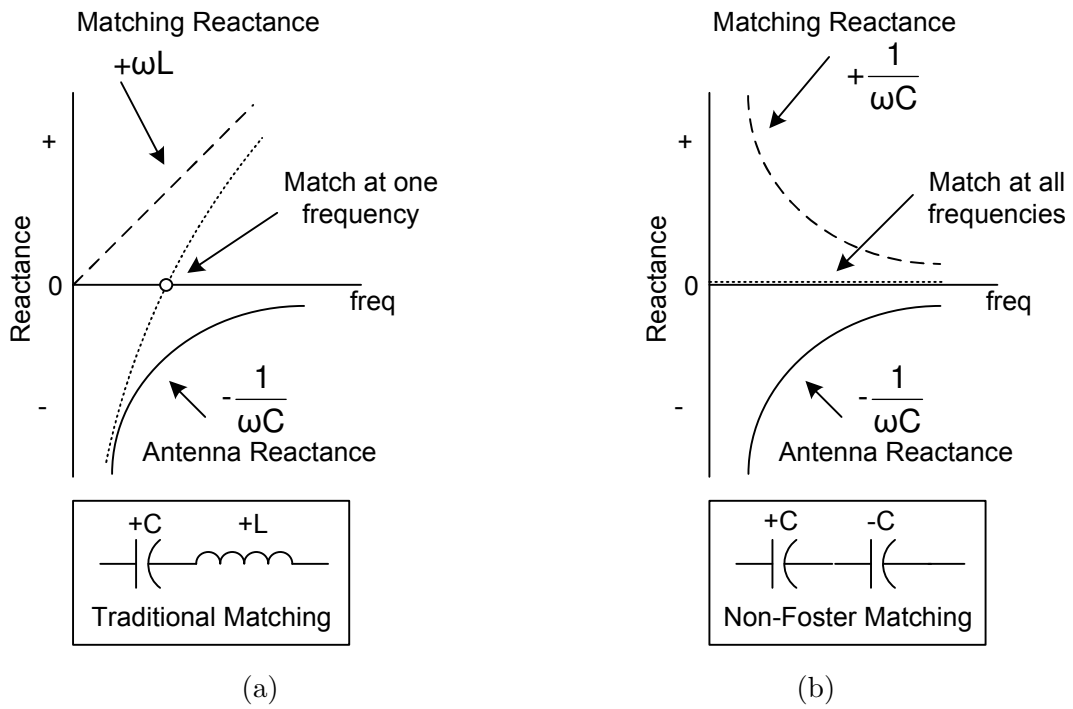 Matching Reactance
+ωL
+
Match at one
frequency
Reactance
0
freq
-
- 1/ωC
Antenna Reactance
+C +L
Traditional Matching
(a)
Matching Reactance
+ 1/ωC
+
Match at all
frequencies
Reactance
0
freq
-
- 1/ωC
Antenna Reactance
+C -C
Non-Foster Matching
(b)